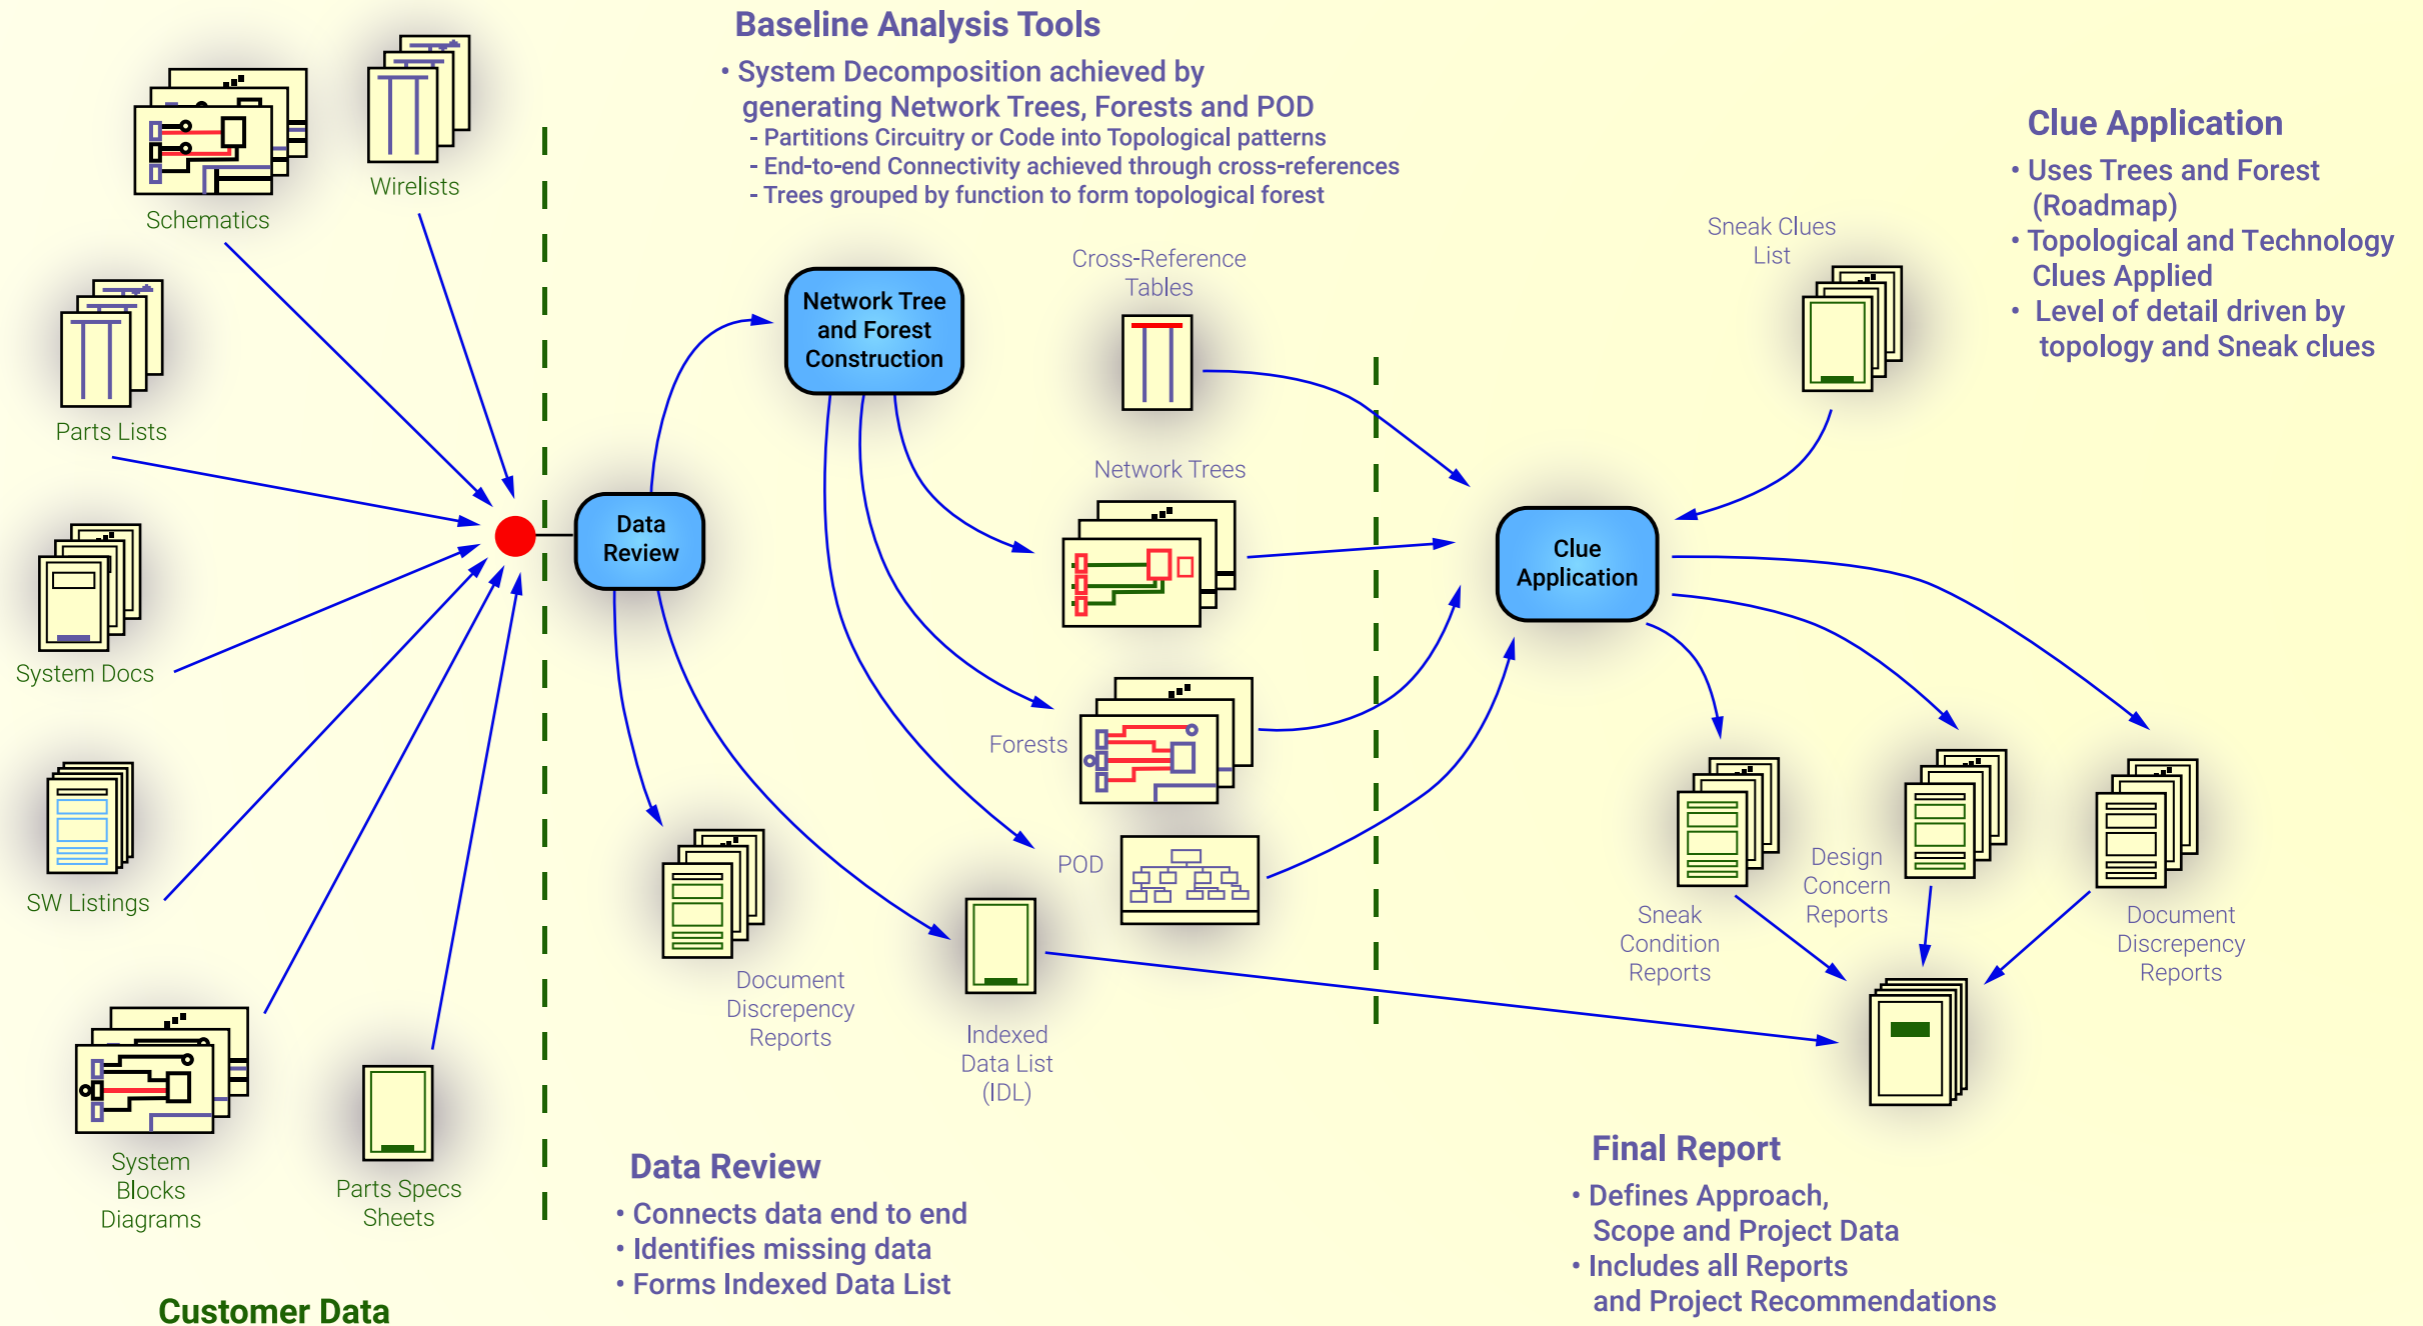 Baseline Analysis Tools
• System Decomposition achieved by
generating Network Trees, Forests and POD
- Partitions Circuitry or Code into Topological patterns
- End-to-end Connectivity achieved through cross-references
- Trees grouped by function to form topological forest
Clue Application
• Uses Trees and Forest
(Roadmap)
• Topological and Technology
Clues Applied
• Level of detail driven by
topology and Sneak clues
Schematics
Wirelists
Parts Lists
System Docs
SW Listings
System
Blocks
Diagrams
Parts Specs
Sheets
Customer Data
Data
Review
Network Tree
and Forest
Construction
Cross-Reference
Tables
Network Trees
Forests
POD
Document
Discrepency
Reports
Indexed
Data List
(IDL)
Data Review
• Connects data end to end
• Identifies missing data
• Forms Indexed Data List
Sneak Clues
List
Clue
Application
Sneak
Condition
Reports
Design
Concern
Reports
Document
Discrepency
Reports
Final Report
• Defines Approach,
Scope and Project Data
• Includes all Reports
and Project Recommendations